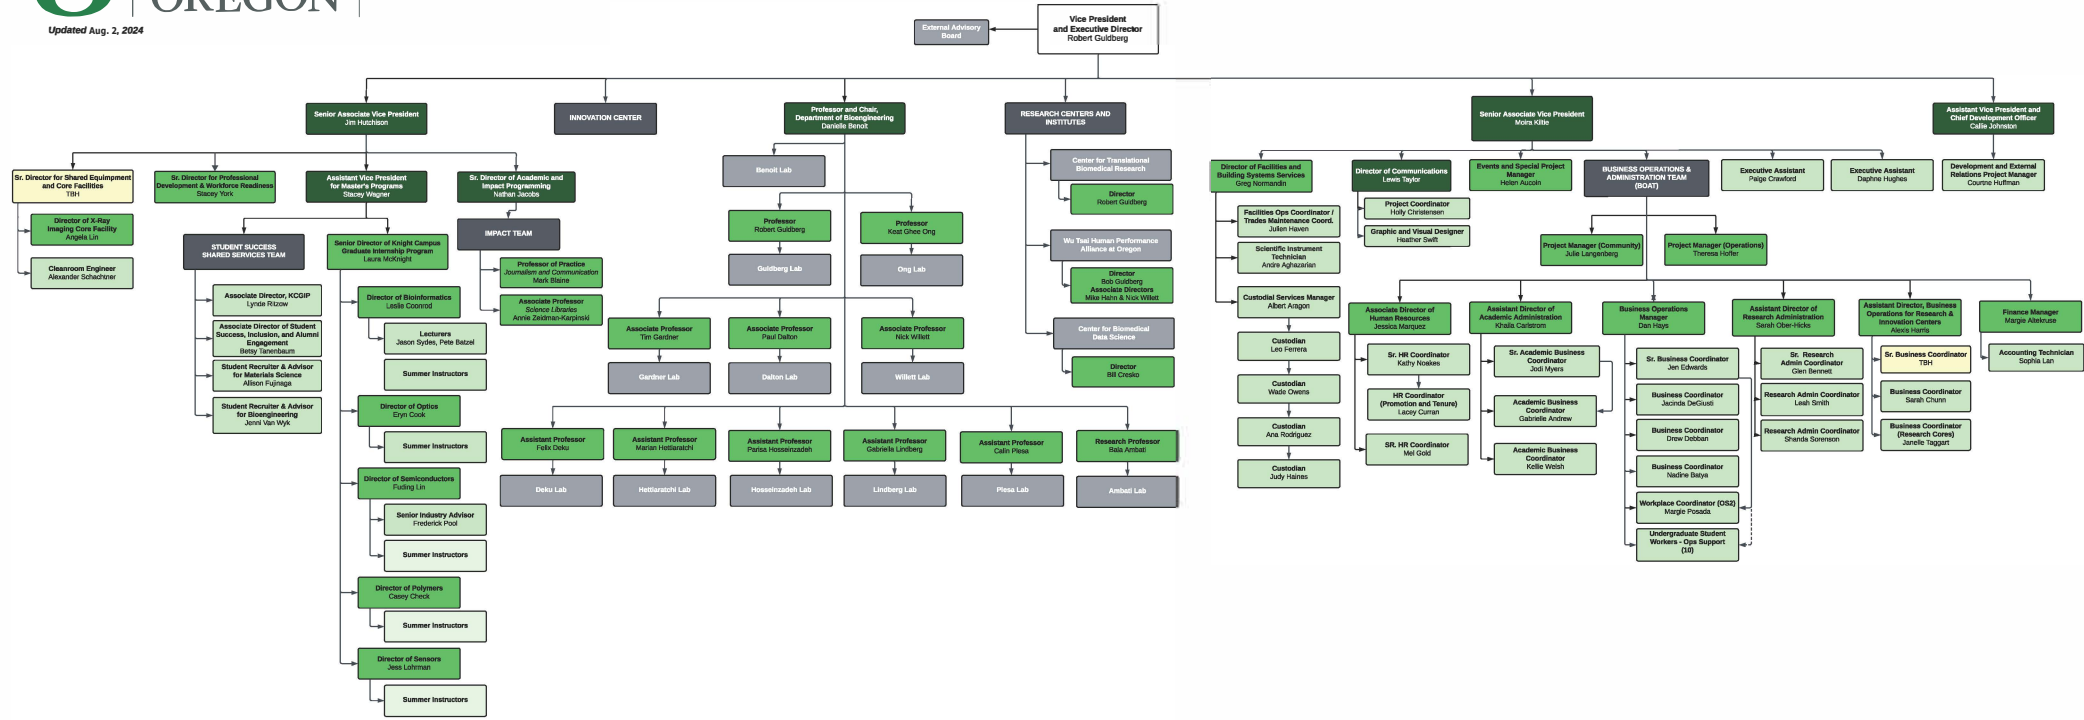 OREGON
Updated Aug. 2, 2024
External Advisory
Board
Vice President
and Executive Director
Robert Guldberg
Senior Associate Vice President
Jim Hutchison
INNOVATION CENTER
Professor and Chair,
Department of Bioengineering
Danielle Benoit
RESEARCH CENTERS AND
INSTITUTES
Senior Associate Vice President
Moira Kiltie
Assistant Vice President and
Chief Development Officer
Callie Johnston
Sr. Director for Shared Equimpment
and Core Facilities
TBH
Director of X-Ray
Imaging Core Facility
Angela Lin
Cleanroom Engineer
Alexander Schachtner
Sr. Director for Professional
Development & Workforce Readiness
Stacey York
Assistant Vice President
for Master's Programs
Stacey Wagner
Sr. Director of Academic and
Impact Programming
Nathan Jacobs
STUDENT SUCCESS
SHARED SERVICES TEAM
Associate Director, KCGIP
Lynde Ritzow
Associate Director of Student
Success, Inclusion, and Alumni
Engagement
Betsy Tanenbaum
Student Recruiter & Advisor
for Materials Science
Allison Fujinaga
Student Recruiter & Advisor
for Bioengineering
Jenni Van Wyk
Senior Director of Knight Campus
Graduate Internship Program
Laura McKnight
Director of Bioinformatics
Leslie Coonrod
Lecturers
Jason Sydes, Pete Batzel
Summer Instructors
Director of Optics
Eryn Cook
Summer Instructors
Director of Semiconductors
Fuding Lin
Senior Industry Advisor
Frederick Pool
Summer Instructors
Director of Polymers
Casey Check
Summer Instructors
Director of Sensors
Jess Lohrman
Summer Instructors
IMPACT TEAM
Professor of Practice
Journalism and Communication
Mark Blaine
Associate Professor
Science Libraries
Annie Zeidman-Karpinski
Benoit Lab
Professor
Robert Guldberg
Guldberg Lab
Professor
Keat Ghee Ong
Ong Lab
Associate Professor
Tim Gardner
Gardner Lab
Associate Professor
Paul Dalton
Dalton Lab
Associate Professor
Nick Willett
Willett Lab
Assistant Professor
Felix Deku
Deku Lab
Assistant Professor
Marian Hettiaratchi
Hettiaratchi Lab
Assistant Professor
Parisa Hosseinzadeh
Hosseinzadeh Lab
Assistant Professor
Gabriella Lindberg
Lindberg Lab
Assistant Professor
Calin Plesa
Plesa Lab
Research Professor
Bala Ambati
Ambati Lab
Center for Translational
Biomedical Research
Director
Robert Guldberg
Wu Tsai Human Performance
Alliance at Oregon
Director
Bob Guldberg
Associate Directors
Mike Hahn & Nick Willett
Center for Biomedical
Data Science
Director
Bill Cresko
Director of Facilities and
Building Systems Services
Greg Normandin
Facilities Ops Coordinator /
Trades Maintenance Coord.
Julien Haven
Scientific Instrument
Technician
Andre Aghazarian
Custodial Services Manager
Albert Aragon
Custodian
Leo Ferrera
Custodian
Wade Owens
Custodian
Ana Rodriguez
Custodian
Judy Haines
Director of Communications
Lewis Taylor
Project Coordinator
Holly Christensen
Graphic and Visual Designer
Heather Swift
Events and Special Project
Manager
Helen Aucoin
BUSINESS OPERATIONS &
ADMINISTRATION TEAM
(BOAT)
Executive Assistant
Paige Crawford
Executive Assistant
Daphne Hughes
Development and External
Relations Project Manager
Courtne Huffman
Project Manager (Community)
Julie Langenberg
Project Manager (Operations)
Theresa Hoffer
Associate Director of
Human Resources
Jessica Marquez
Sr. HR Coordinator
Kathy Noakes
HR Coordinator
(Promotion and Tenure)
Lacey Curran
SR. HR Coordinator
Mel Gold
Assistant Director of
Academic Administration
Khaila Carlstrom
Sr. Academic Business
Coordinator
Jodi Myers
Academic Business
Coordinator
Gabrielle Andrew
Academic Business
Coordinator
Kellie Welsh
Business Operations
Manager
Dan Hays
Sr. Business Coordinator
Jen Edwards
Business Coordinator
Jacinda DeGiusti
Business Coordinator
Drew Debban
Business Coordinator
Nadine Batya
Workplace Coordinator (OS2)
Margie Posada
Undergraduate Student
Workers - Ops Support
(10)
Assistant Director of
Research Administration
Sarah Ober-Hicks
Sr. Research
Admin Coordinator
Glen Bennett
Research Admin Coordinator
Leah Smith
Research Admin Coordinator
Shanda Sorenson
Assistant Director, Business
Operations for Research &
Innovation Centers
Alexis Harris
Sr. Business Coordinator
TBH
Business Coordinator
Sarah Chunn
Business Coordinator
(Research Cores)
Janelle Taggart
Finance Manager
Margie Altekruse
Accounting Technician
Sophia Lan